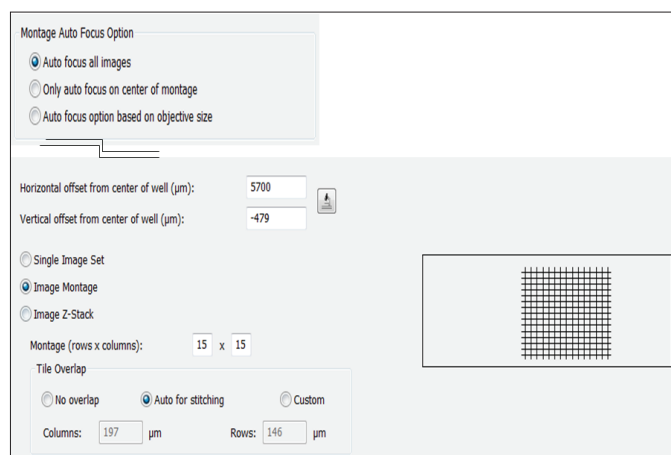 Montage Auto Focus Option
Auto focus all images
Only auto focus on center of montage
Auto focus option based on objective size
Horizontal offset from center of well (µm): 5700
Vertical offset from center of well (µm): -479
Single Image Set
Image Montage
Image Z-Stack
Montage (rows x columns): 15 x 15
Tile Overlap
No overlap Auto for stitching Custom
Columns: 197 µm Rows: 146 µm